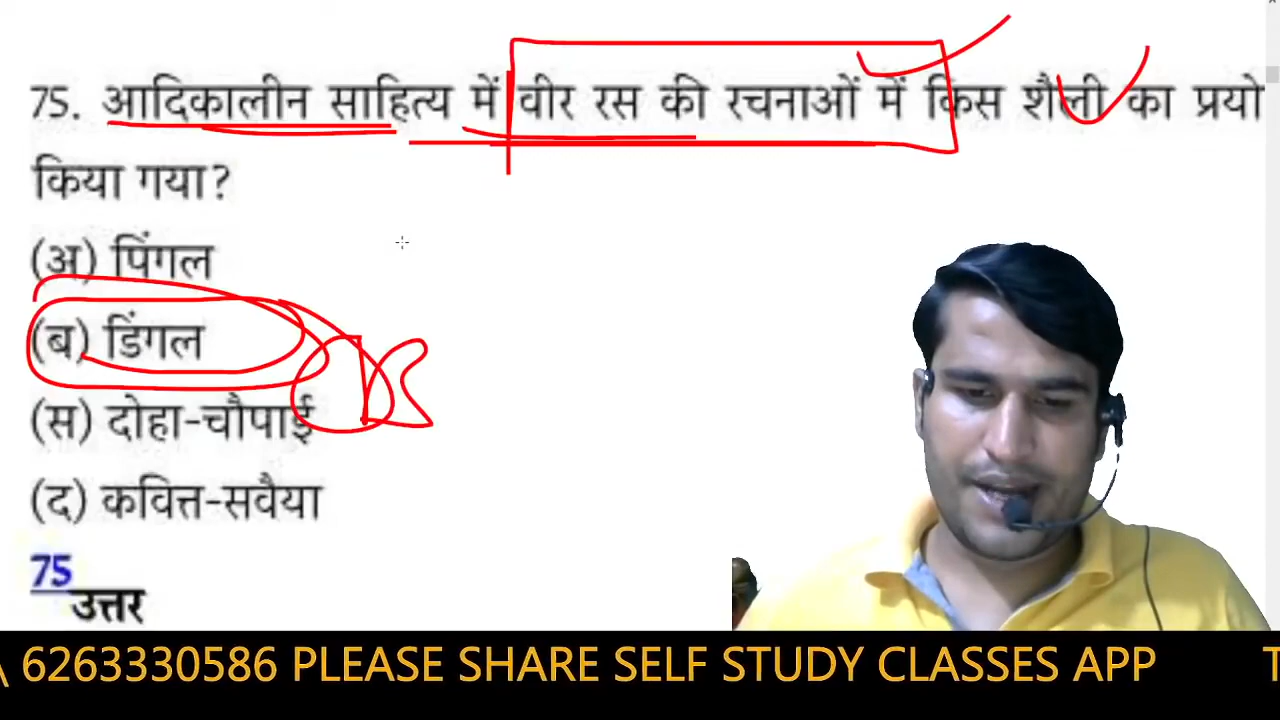 75. आदिकालीन साहित्य में वीर रस की रचनाओं में किस शैली का प्रयो
किया गया?
(अ) पिंगल
(ब) डिंगल
(स) दोहा-चौपाई
(द) कवित्त-सवैया
75
उत्तर
\ 6263330586 PLEASE SHARE SELF STUDY CLASSES APP T